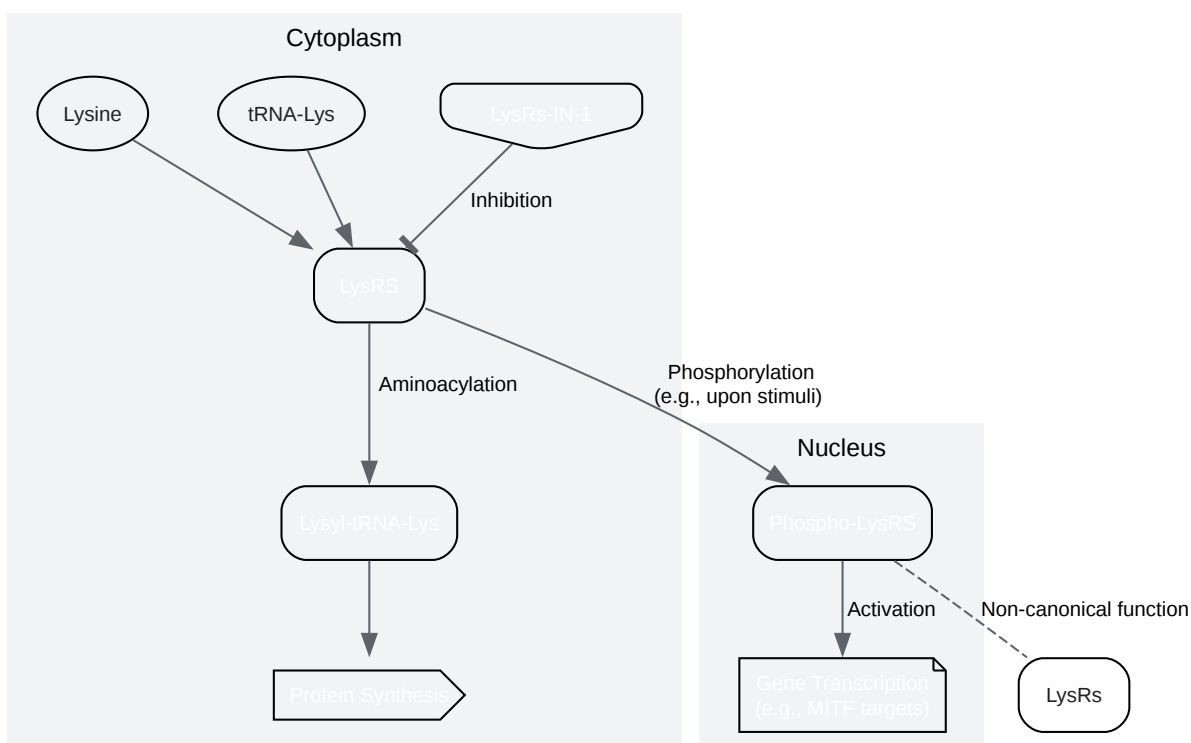 Cytoplasm
Lysine
tRNA-Lys
LysRs-IN-1
Inhibition
LysRS
Phosphorylation
(e.g., upon stimuli)
Aminoacylation
Nucleus
Lysyl-tRNA-Lys
Phospho-LysRS
Activation
Non-canonical function
Protein Synthesis
Gene Transcription
(e.g., MITF targets)
LysRs